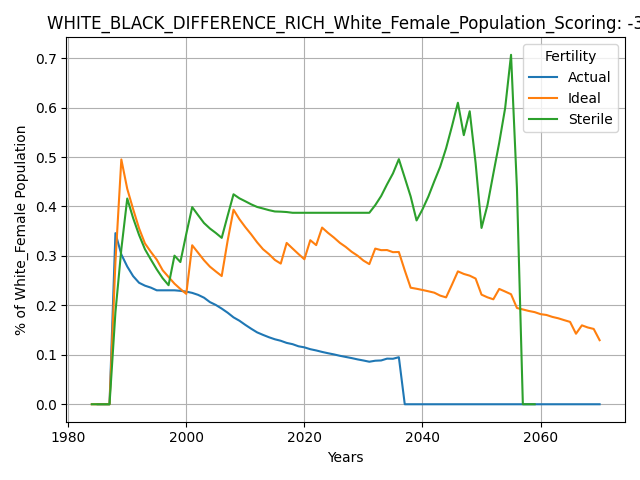 WHITE_BLACK_DIFFERENCE_RICH_White_Female_Population_Scoring: -3
Fertility
Actual
Ideal
Sterile
% of White_Female Population
0.7
0.6
0.5
0.4
0.3
0.2
0.1
0.0
1980 2000 2020 2040 2060
Years